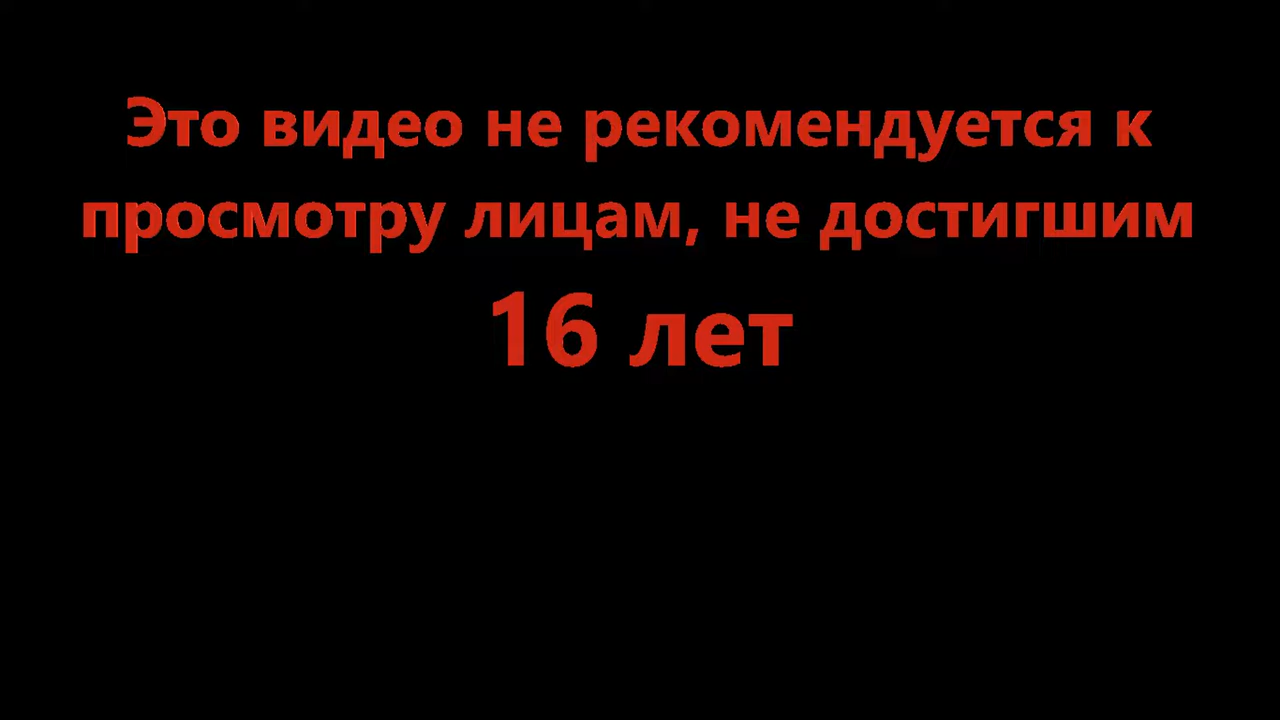 Это видео не рекомендуется к
просмотру лицам, не достигшим
16 лет